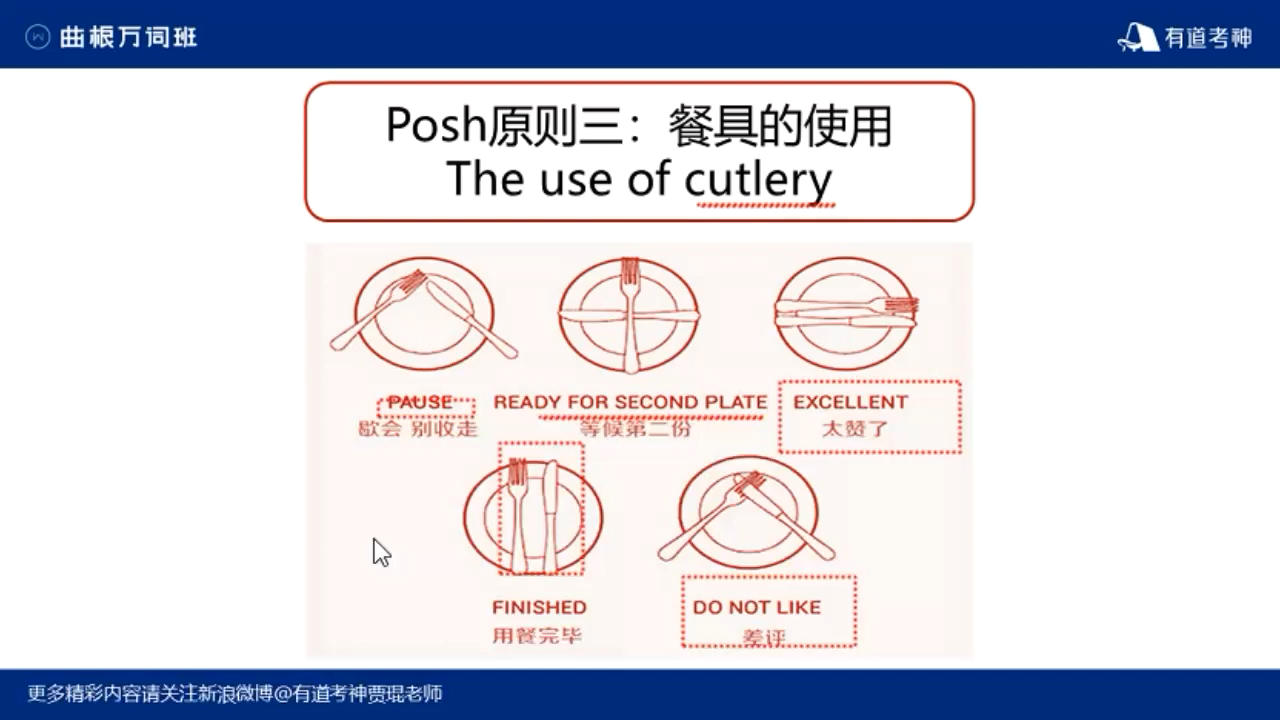 曲根万词班
有道考神
Posh原则三：餐具的使用
The use of cutlery
PAUSE
歇会 别收走
READY FOR SECOND PLATE
等候第二份
EXCELLENT
太赞了
FINISHED
用餐完毕
DO NOT LIKE
差评
更多精彩内容请关注新浪微博@有道考神贾琨老师